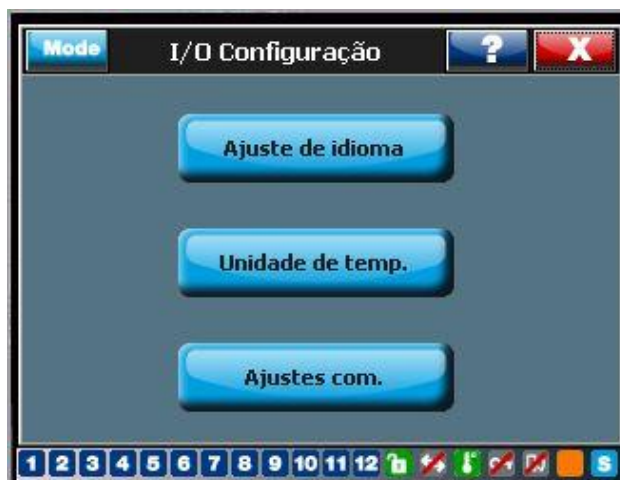 Mode I/O Configuração ? X
Ajuste de idioma
Unidade de temp.
Ajustes com.
1 2 3 4 5 6 7 8 9 10 11 12 S